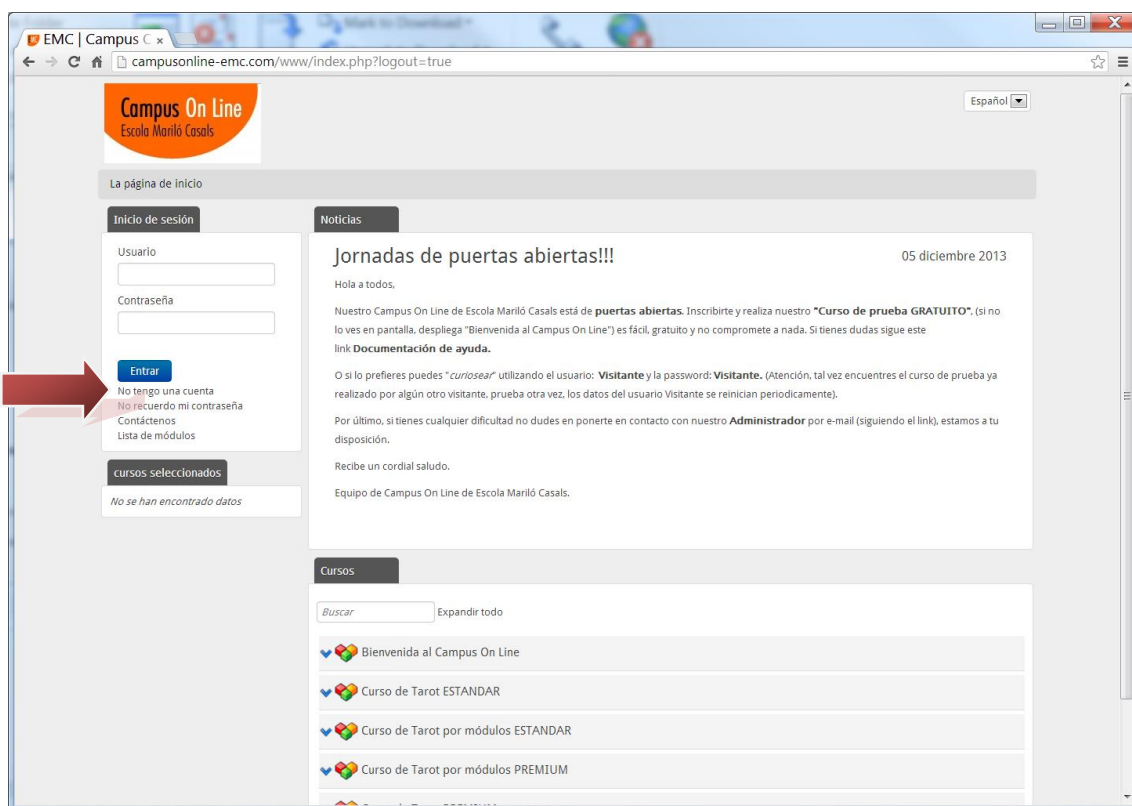 Mark to Download
EMC | Campus C ×
campusonline-emc.com/www/index.php?logout=true
Campus On Line
Escola Mariló Casals
Español
La página de inicio
Inicio de sesión
Usuario
Contraseña
Entrar
No tengo una cuenta
No recuerdo mi contraseña
Contáctenos
Lista de módulos
cursos seleccionados
No se han encontrado datos
Noticias
Jornadas de puertas abiertas!!!
05 diciembre 2013
Hola a todos,
Nuestro Campus On Line de Escola Mariló Casals está de puertas abiertas. Inscribirte y realiza nuestro "Curso de prueba GRATUITO", (si no
lo ves en pantalla, despliega "Bienvenida al Campus On Line") es fácil, gratuito y no compromete a nada. Si tienes dudas sigue este
link Documentación de ayuda.
O si lo prefieres puedes "curiosear" utilizando el usuario: Visitante y la password: Visitante. (Atención, tal vez encuentres el curso de prueba ya
realizado por algún otro visitante, prueba otra vez, los datos del usuario Visitante se reinician periodicamente).
Por último, si tienes cualquier dificultad no dudes en ponerte en contacto con nuestro Administrador por e-mail (siguiendo el link), estamos a tu
disposición.
Recibe un cordial saludo.
Equipo de Campus On Line de Escola Mariló Casals.
Cursos
Buscar
Expandir todo
Bienvenida al Campus On Line
Curso de Tarot ESTANDAR
Curso de Tarot por módulos ESTANDAR
Curso de Tarot por módulos PREMIUM